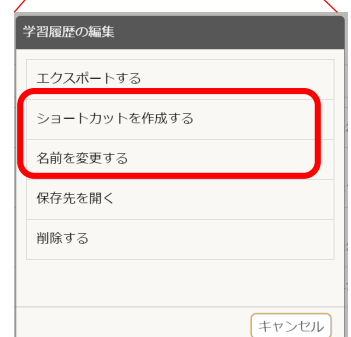 学習履歴の編集
エクスポートする
ショートカットを作成する
名前を変更する
保存先を開く
削除する
キャンセル